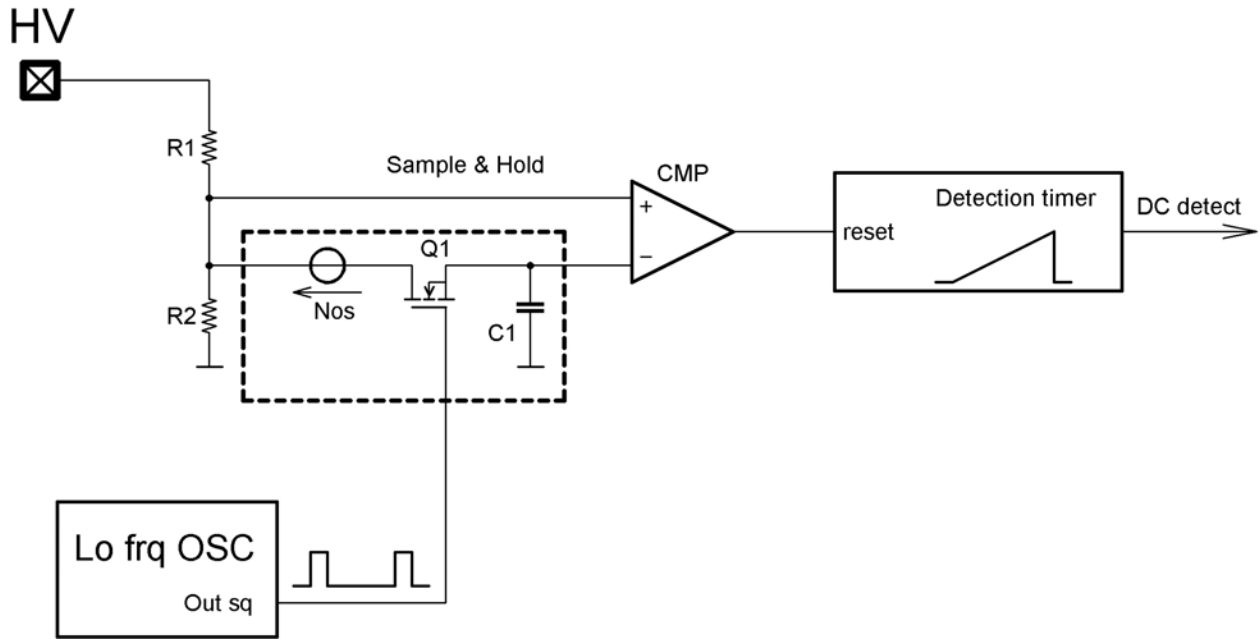 HV
R1
Sample & Hold
CMP
+
−
Detection timer
reset
DC detect
Q1
Nos
R2
C1
Lo frq OSC
Out sq